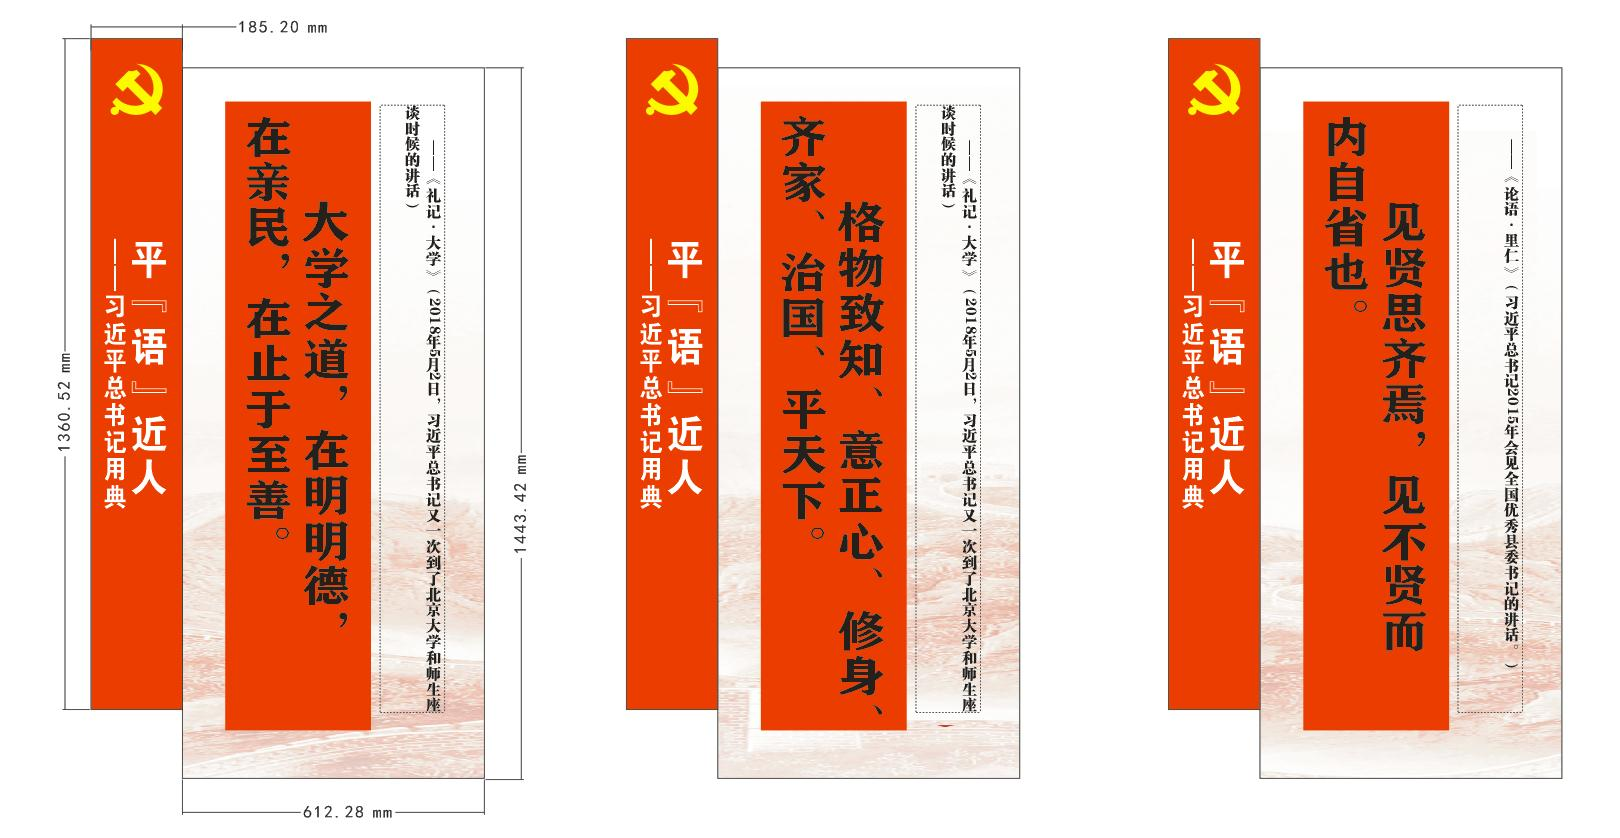 185.20 mm
1360.52 mm
1443.42 mm
612.28 mm
平『语』近人
——习近平总书记用典
大学之道，在明明德，
在亲民，在止于至善。
——《礼记·大学》（2018年5月2日，习近平总书记又一次到了北京大学和师生座
谈时候的讲话）
平『语』近人
——习近平总书记用典
格物致知、意正心、修身、
齐家、治国、平天下。
——《礼记·大学》（2018年5月2日，习近平总书记又一次到了北京大学和师生座
谈时候的讲话）
平『语』近人
——习近平总书记用典
见贤思齐焉，见不贤而
内自省也。
——《论语·里仁》（习近平总书记2015年会见全国优秀县委书记的讲话。）